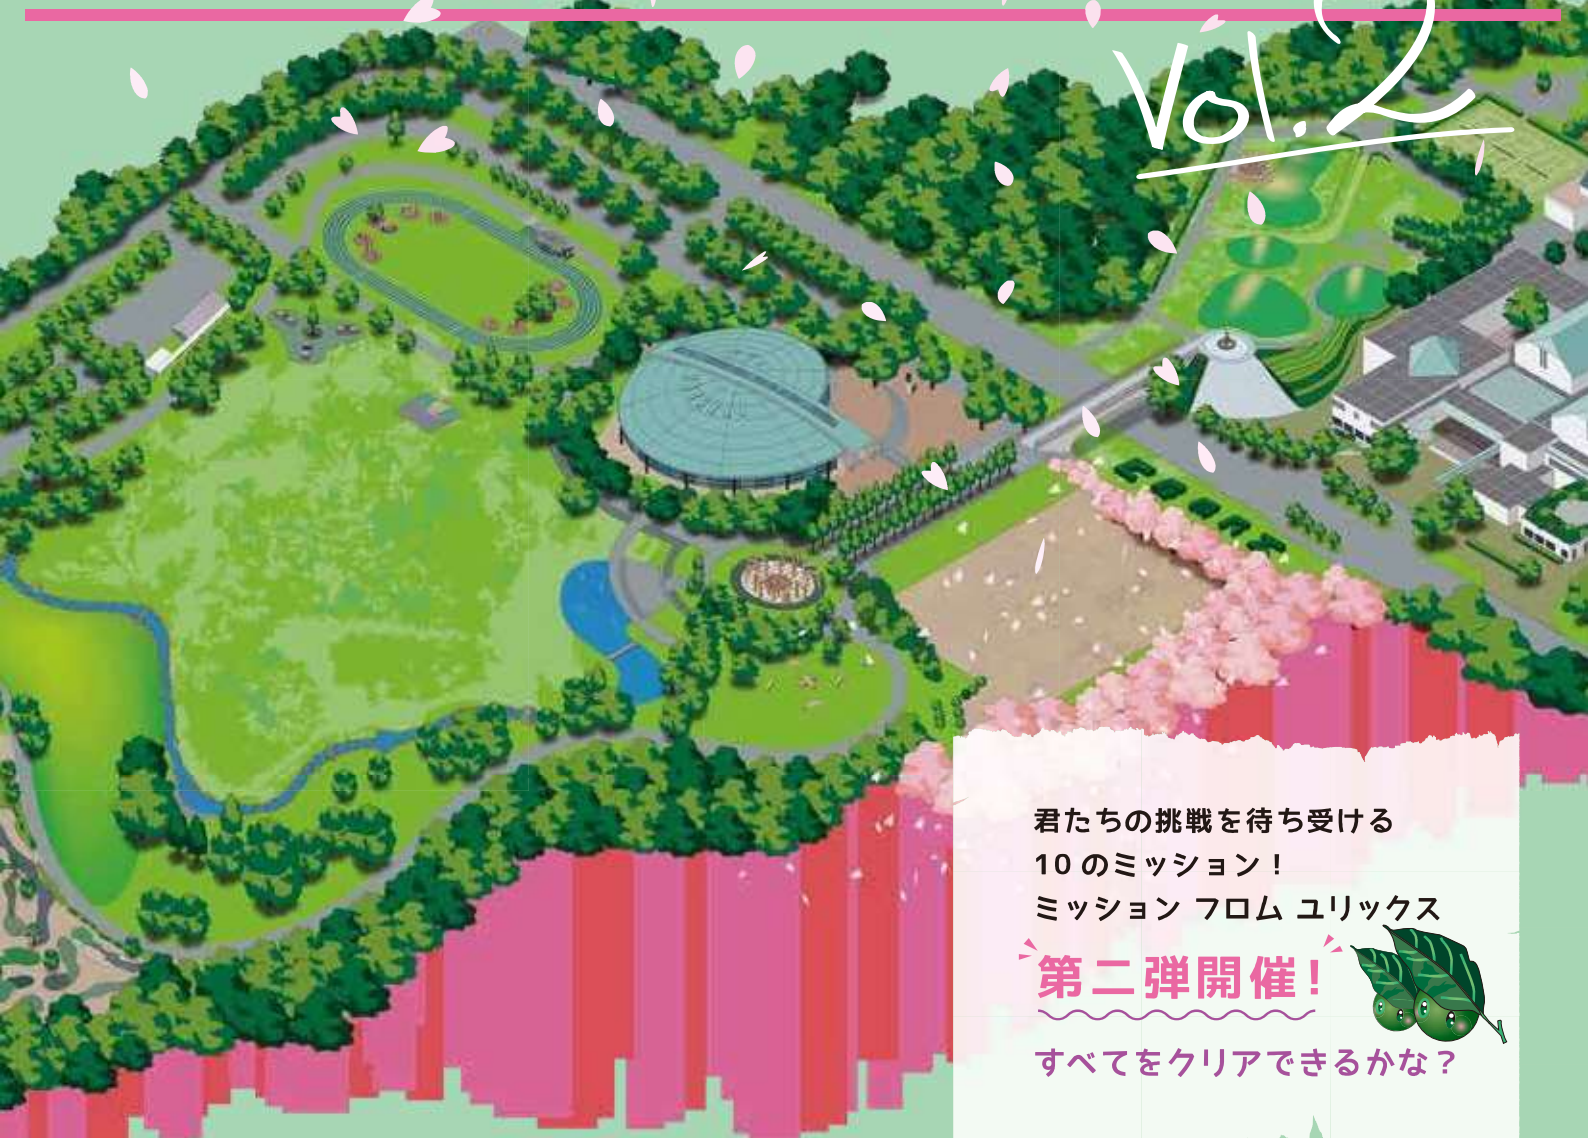 Vol.2
君たちの挑戦を待ち受ける
10 のミッション！
ミッション フロム ユリックス
第二弾開催！
すべてをクリアできるかな？